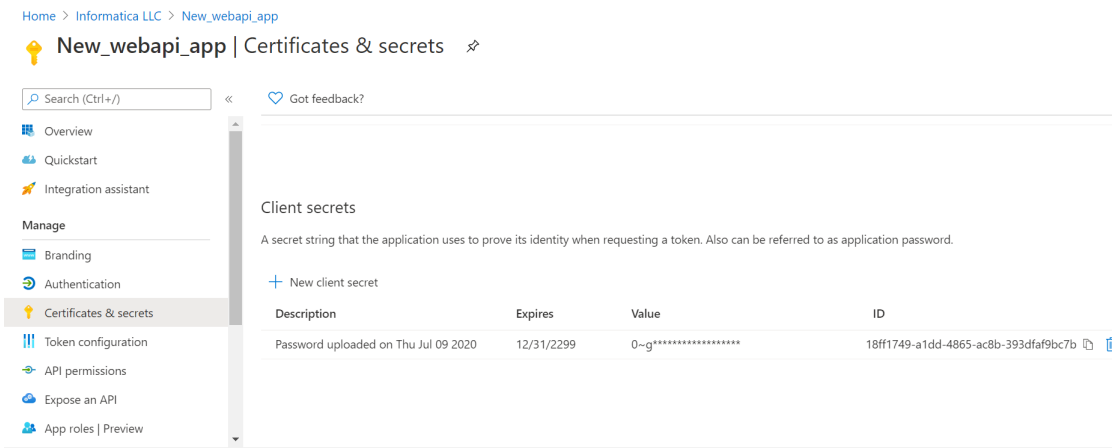 Home > Informatica LLC > New_webapi_app
New_webapi_app | Certificates & secrets
Search (Ctrl+/)
«
Got feedback?
Overview
Quickstart
Integration assistant
Manage
Branding
Authentication
Certificates & secrets
Token configuration
API permissions
Expose an API
App roles | Preview
Client secrets
A secret string that the application uses to prove its identity when requesting a token. Also can be referred to as application password.
+ New client secret
Description Expires Value ID
Password uploaded on Thu Jul 09 2020 12/31/2299 0~g****************** 18ff1749-a1dd-4865-ac8b-393dfaf9bc7b